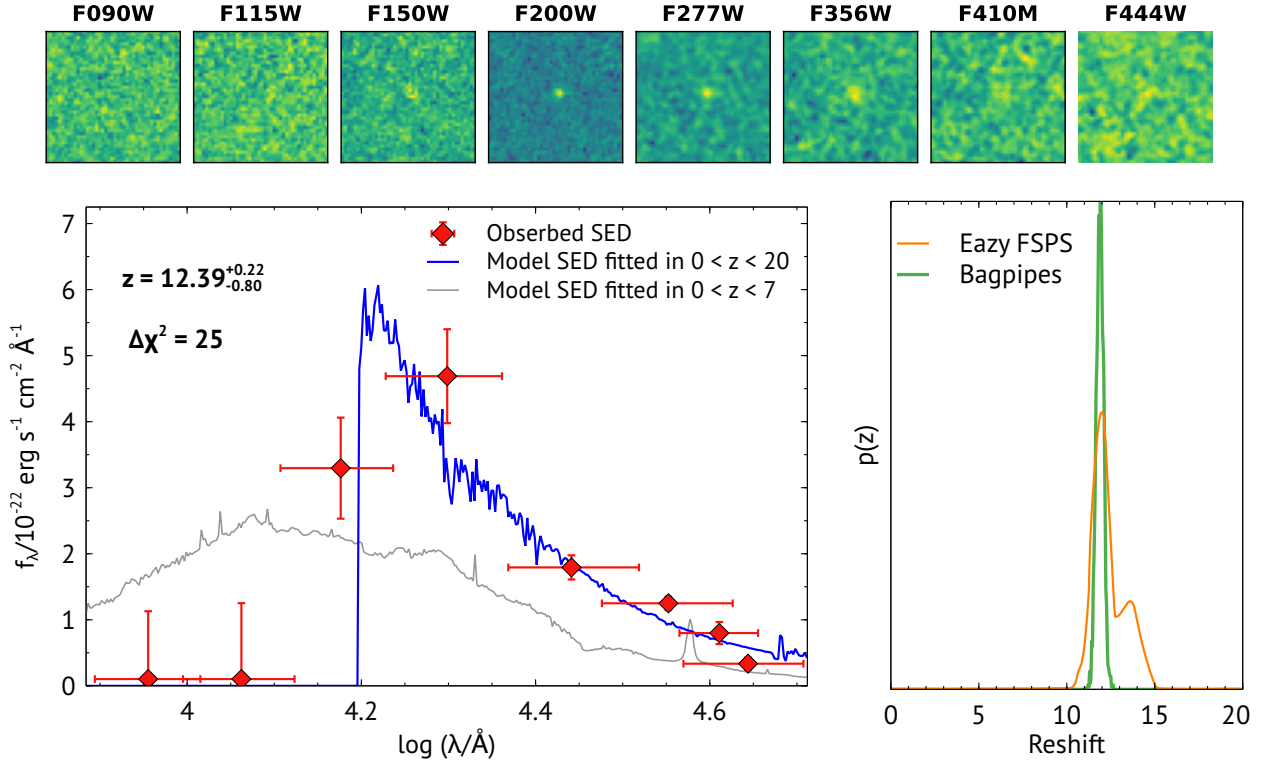 F090W F115W F150W F200W F277W F356W F410M F444W
7
6
5
4
3
2
1
0
f_λ/10⁻²² erg s⁻¹ cm⁻² Å⁻¹
z = 12.39 +0.22 -0.80
Δχ² = 25
Obserbed SED
Model SED fitted in 0 < z < 20
Model SED fitted in 0 < z < 7
4 4.2 4.4 4.6
log (λ/Å)
Eazy FSPS
Bagpipes
p(z)
0 5 10 15 20
Reshift